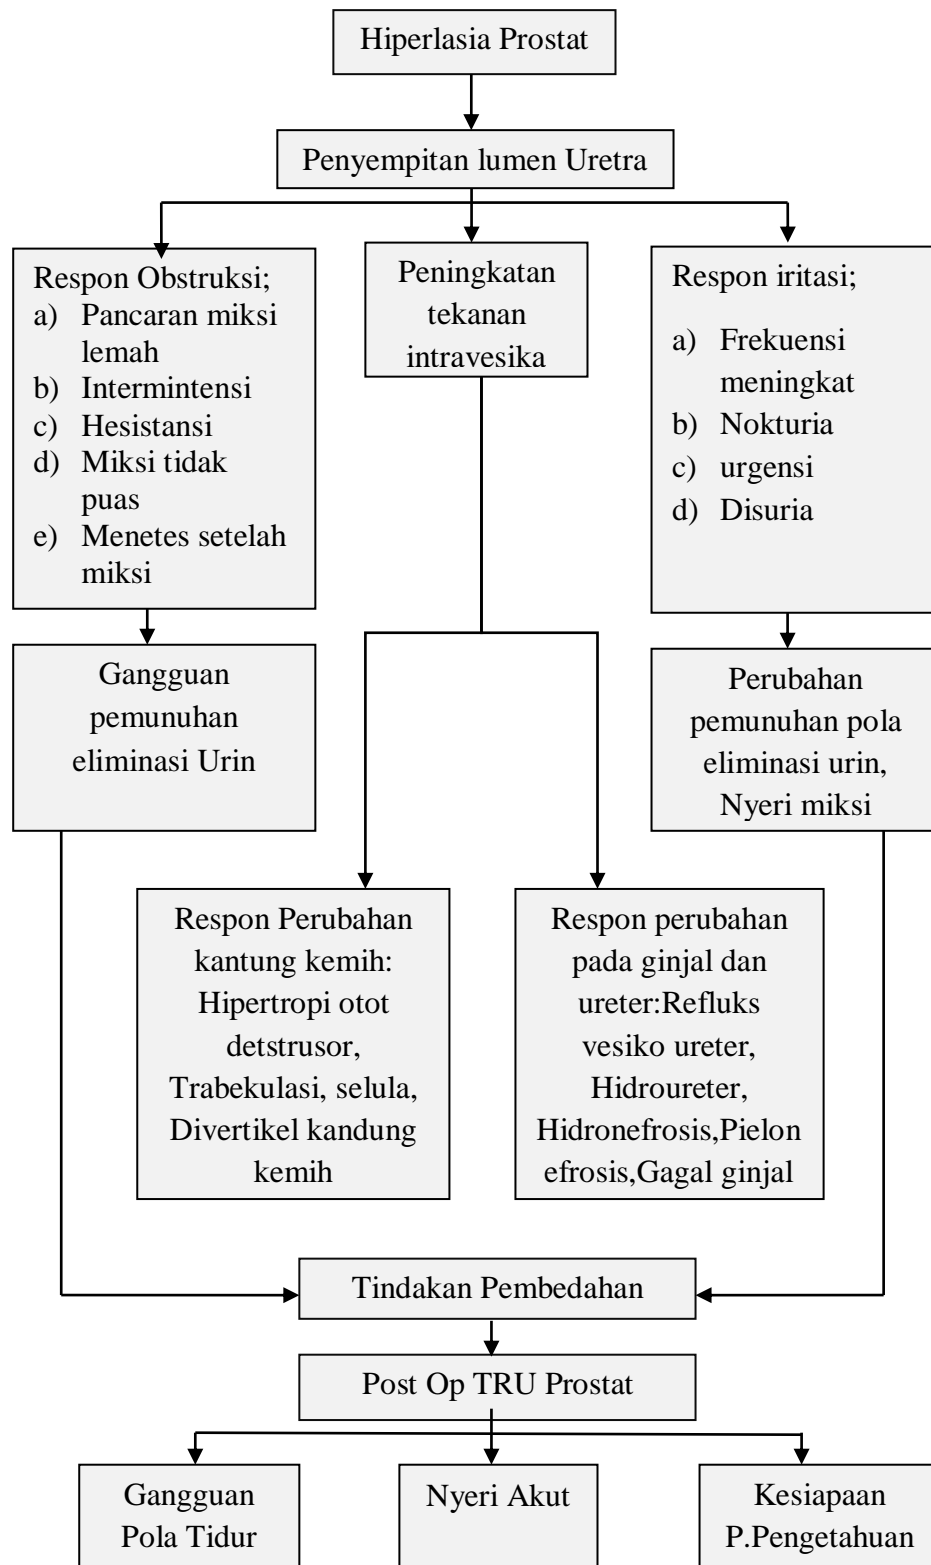 Hiperlasia Prostat
Penyempitan lumen Uretra
Respon Obstruksi;
a) Pancaran miksi
lemah
b) Intermintensi
c) Hesistansi
d) Miksi tidak
puas
e) Menetes setelah
miksi
Peningkatan
tekanan
intravesika
Respon iritasi;
a) Frekuensi
meningkat
b) Nokturia
c) urgensi
d) Disuria
Gangguan
pemunuhan
eliminasi Urin
Perubahan
pemunuhan pola
eliminasi urin,
Nyeri miksi
Respon Perubahan
kantung kemih:
Hipertropi otot
detstrusor,
Trabekulasi, selula,
Divertikel kandung
kemih
Respon perubahan
pada ginjal dan
ureter:Refluks
vesiko ureter,
Hidroureter,
Hidronefrosis,Pielon
efrosis,Gagal ginjal
Tindakan Pembedahan
Post Op TRU Prostat
Gangguan
Pola Tidur
Nyeri Akut
Kesiapaan
P.Pengetahuan